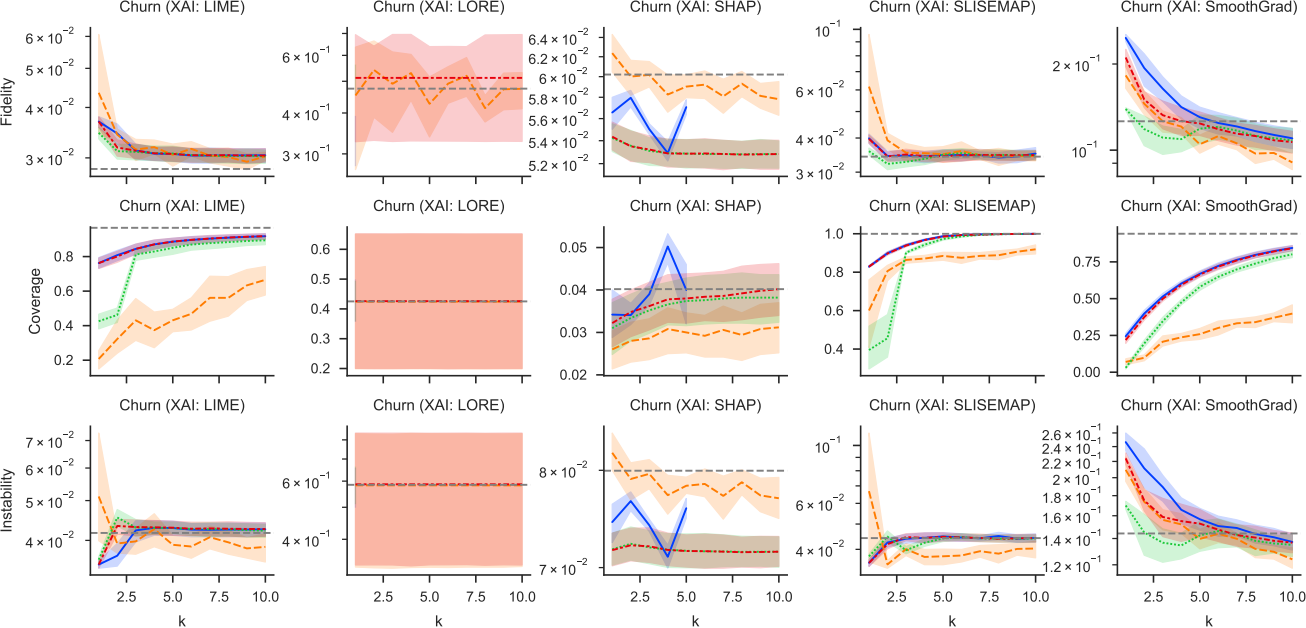 Churn (XAI: LIME) Churn (XAI: LORE) Churn (XAI: SHAP) Churn (XAI: SLISEMAP) Churn (XAI: SmoothGrad)
Fidelity
6 × 10⁻²
5 × 10⁻²
4 × 10⁻²
3 × 10⁻²
6 × 10⁻¹
4 × 10⁻¹
3 × 10⁻¹
6.4 × 10⁻²
6.2 × 10⁻²
6 × 10⁻²
5.8 × 10⁻²
5.6 × 10⁻²
5.4 × 10⁻²
5.2 × 10⁻²
10⁻¹
6 × 10⁻²
4 × 10⁻²
3 × 10⁻²
2 × 10⁻¹
10⁻¹
Churn (XAI: LIME) Churn (XAI: LORE) Churn (XAI: SHAP) Churn (XAI: SLISEMAP) Churn (XAI: SmoothGrad)
Coverage
0.8
0.6
0.4
0.2
0.6
0.5
0.4
0.3
0.2
0.05
0.04
0.03
0.02
1.0
0.8
0.6
0.4
0.75
0.50
0.25
0.00
Churn (XAI: LIME) Churn (XAI: LORE) Churn (XAI: SHAP) Churn (XAI: SLISEMAP) Churn (XAI: SmoothGrad)
Instability
7 × 10⁻²
6 × 10⁻²
5 × 10⁻²
4 × 10⁻²
6 × 10⁻¹
4 × 10⁻¹
8 × 10⁻²
7 × 10⁻²
10⁻¹
6 × 10⁻²
4 × 10⁻²
2.6 × 10⁻¹
2.4 × 10⁻¹
2.2 × 10⁻¹
2 × 10⁻¹
1.8 × 10⁻¹
1.6 × 10⁻¹
1.4 × 10⁻¹
1.2 × 10⁻¹
2.5 5.0 7.5 10.0 2.5 5.0 7.5 10.0 2.5 5.0 7.5 10.0 2.5 5.0 7.5 10.0 2.5 5.0 7.5 10.0
k k k k k